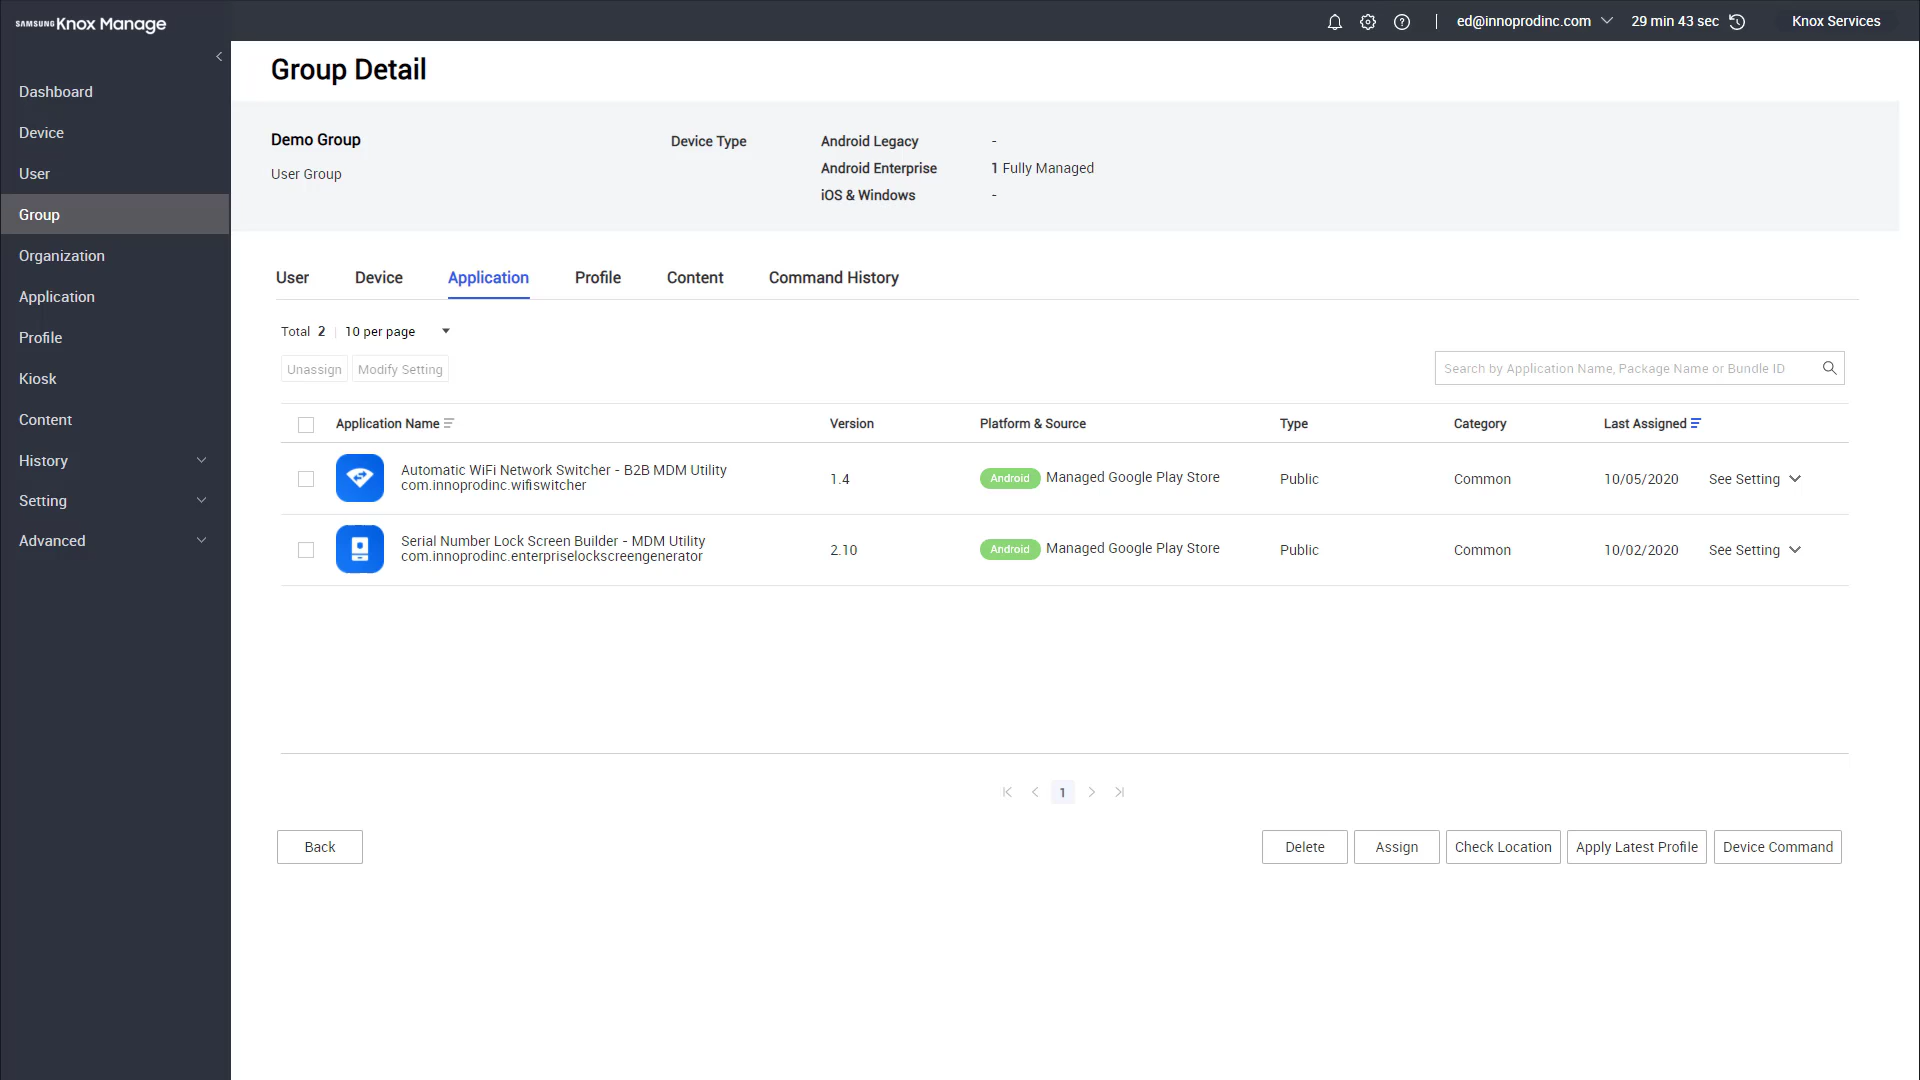 SAMSUNG Knox Manage
ed@innoprodinc.com
29 min 43 sec
Knox Services
Dashboard
Device
User
Group
Organization
Application
Profile
Kiosk
Content
History
Setting
Advanced
Group Detail
Demo Group
User Group
Device Type
Android Legacy -
Android Enterprise 1 Fully Managed
iOS & Windows -
User Device Application Profile Content Command History
Total 2 10 per page
Unassign Modify Setting
Search by Application Name, Package Name or Bundle ID
Application Name Version Platform & Source Type Category Last Assigned
Automatic WiFi Network Switcher - B2B MDM Utility
com.innoprodinc.wifiswitcher
1.4 Android Managed Google Play Store Public Common 10/05/2020 See Setting
Serial Number Lock Screen Builder - MDM Utility
com.innoprodinc.enterpriselockscreengenerator
2.10 Android Managed Google Play Store Public Common 10/02/2020 See Setting
1
Back Delete Assign Check Location Apply Latest Profile Device Command